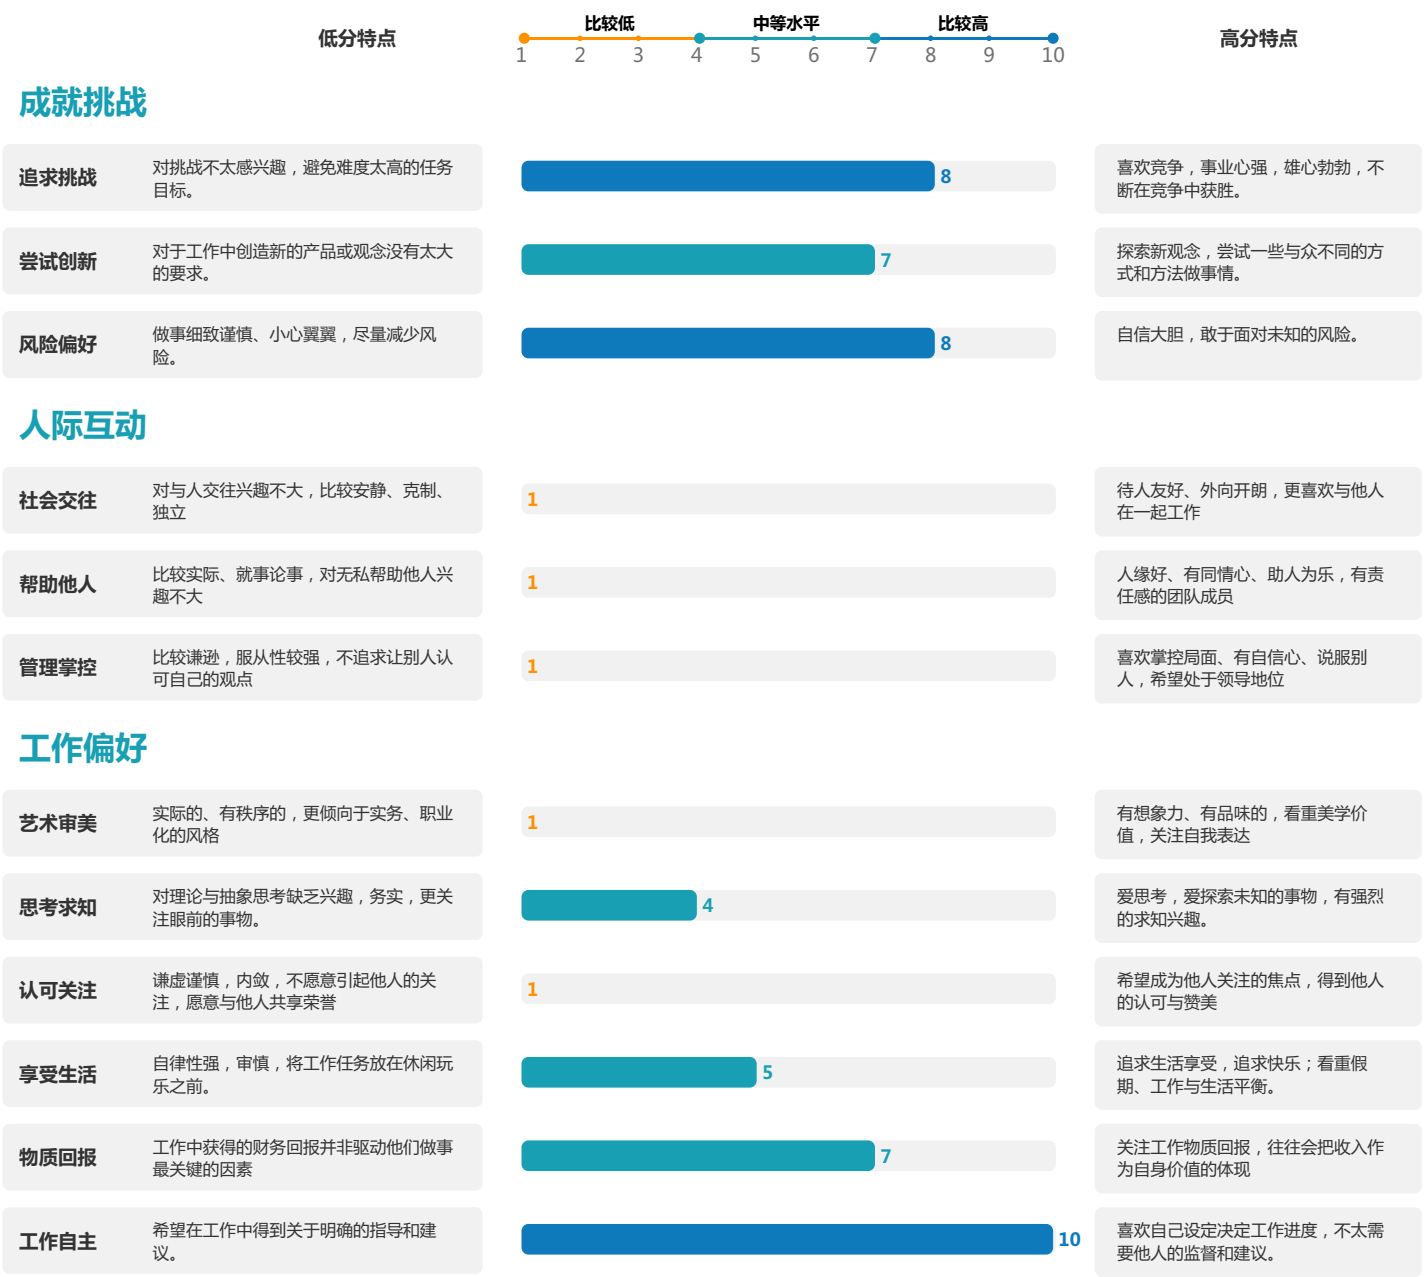 低分特点
比较低 中等水平 比较高
1 2 3 4 5 6 7 8 9 10
高分特点
成就挑战
追求挑战
对挑战不太感兴趣，避免难度太高的任务
目标。
8
喜欢竞争，事业心强，雄心勃勃，不
断在竞争中获胜。
尝试创新
对于工作中创造新的产品或观念没有太大
的要求。
7
探索新观念，尝试一些与众不同的方
式和方法做事情。
风险偏好
做事细致谨慎、小心翼翼，尽量减少风
险。
8
自信大胆，敢于面对未知的风险。
人际互动
社会交往
对与人交往兴趣不大，比较安静、克制、
独立
1
待人友好、外向开朗，更喜欢与他人
在一起工作
帮助他人
比较实际、就事论事，对无私帮助他人兴
趣不大
1
人缘好、有同情心、助人为乐，有责
任感的团队成员
管理掌控
比较谦逊，服从性较强，不追求让别人认
可自己的观点
1
喜欢掌控局面、有自信心、说服别
人，希望处于领导地位
工作偏好
艺术审美
实际的、有秩序的，更倾向于实务、职业
化的风格
1
有想象力、有品味的，看重美学价
值，关注自我表达
思考求知
对理论与抽象思考缺乏兴趣，务实，更关
注眼前的事物。
4
爱思考，爱探索未知的事物，有强烈
的求知兴趣。
认可关注
谦虚谨慎，内敛，不愿意引起他人的关
注，愿意与他人共享荣誉
1
希望成为他人关注的焦点，得到他人
的认可与赞美
享受生活
自律性强，审慎，将工作任务放在休闲玩
乐之前。
5
追求生活享受，追求快乐；看重假
期、工作与生活平衡。
物质回报
工作中获得的财务回报并非驱动他们做事
最关键的因素
7
关注工作物质回报，往往会把收入作
为自身价值的体现
工作自主
希望在工作中得到关于明确的指导和建
议。
10
喜欢自己设定决定工作进度，不太需
要他人的监督和建议。